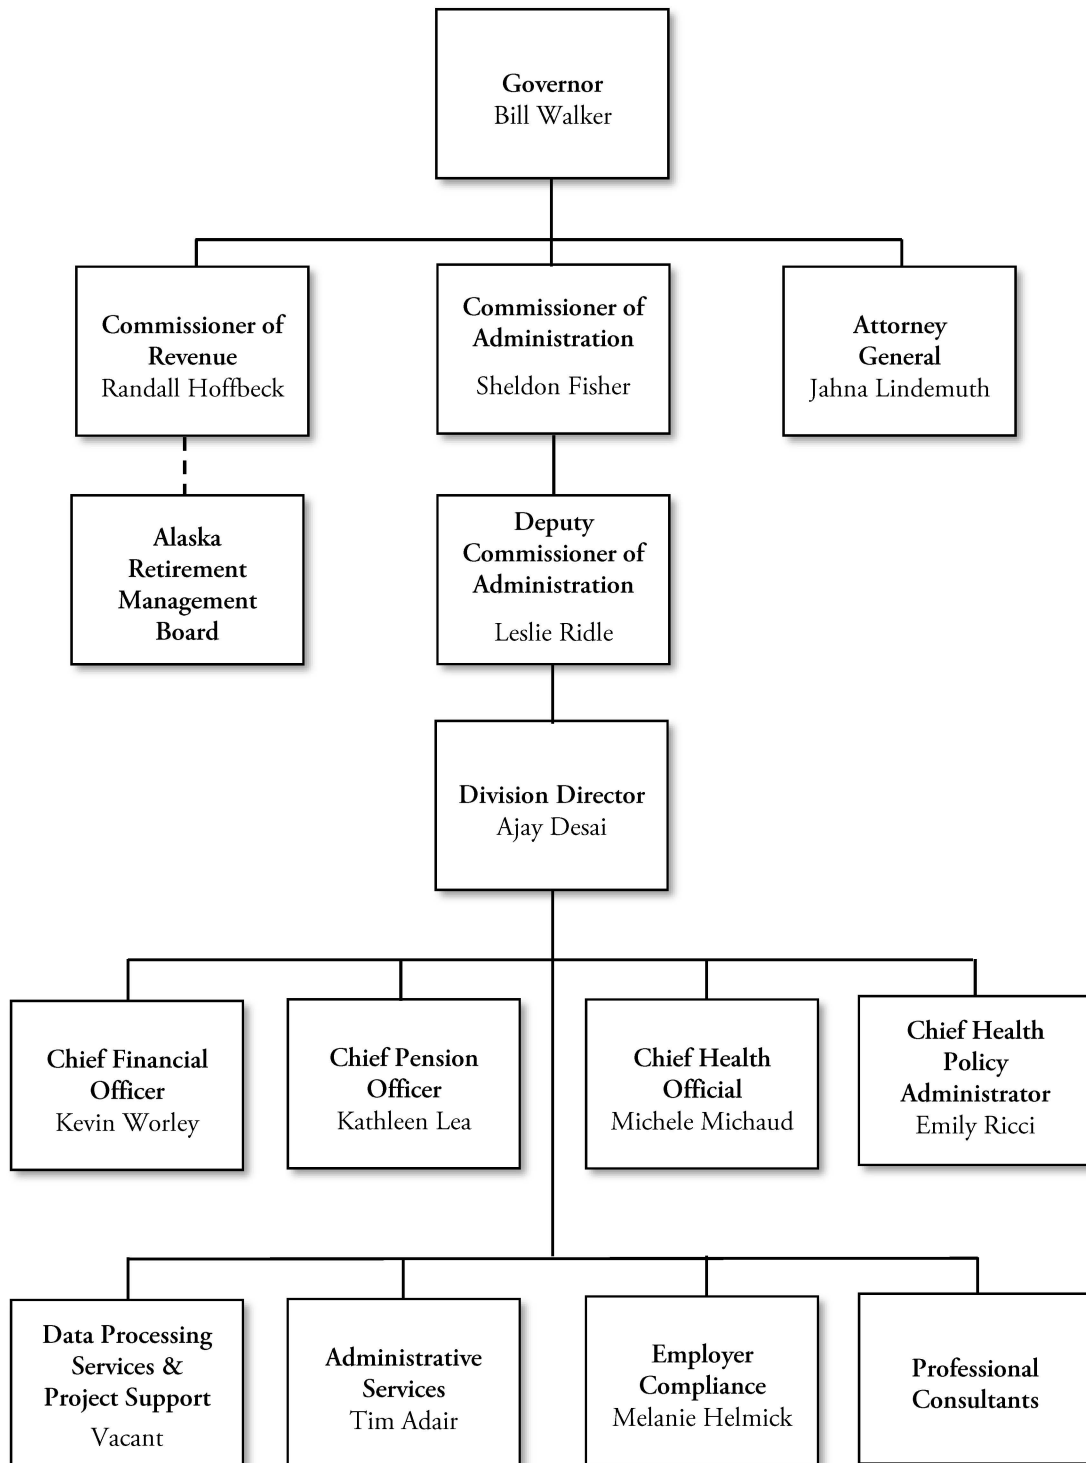 Governor
Bill Walker
Commissioner of
Revenue
Randall Hoffbeck
Commissioner of
Administration
Sheldon Fisher
Attorney
General
Jahna Lindemuth
Alaska
Retirement
Management
Board
Deputy
Commissioner of
Administration
Leslie Ridle
Division Director
Ajay Desai
Chief Financial
Officer
Kevin Worley
Chief Pension
Officer
Kathleen Lea
Chief Health
Official
Michele Michaud
Chief Health
Policy
Administrator
Emily Ricci
Data Processing
Services &
Project Support
Vacant
Administrative
Services
Tim Adair
Employer
Compliance
Melanie Helmick
Professional
Consultants